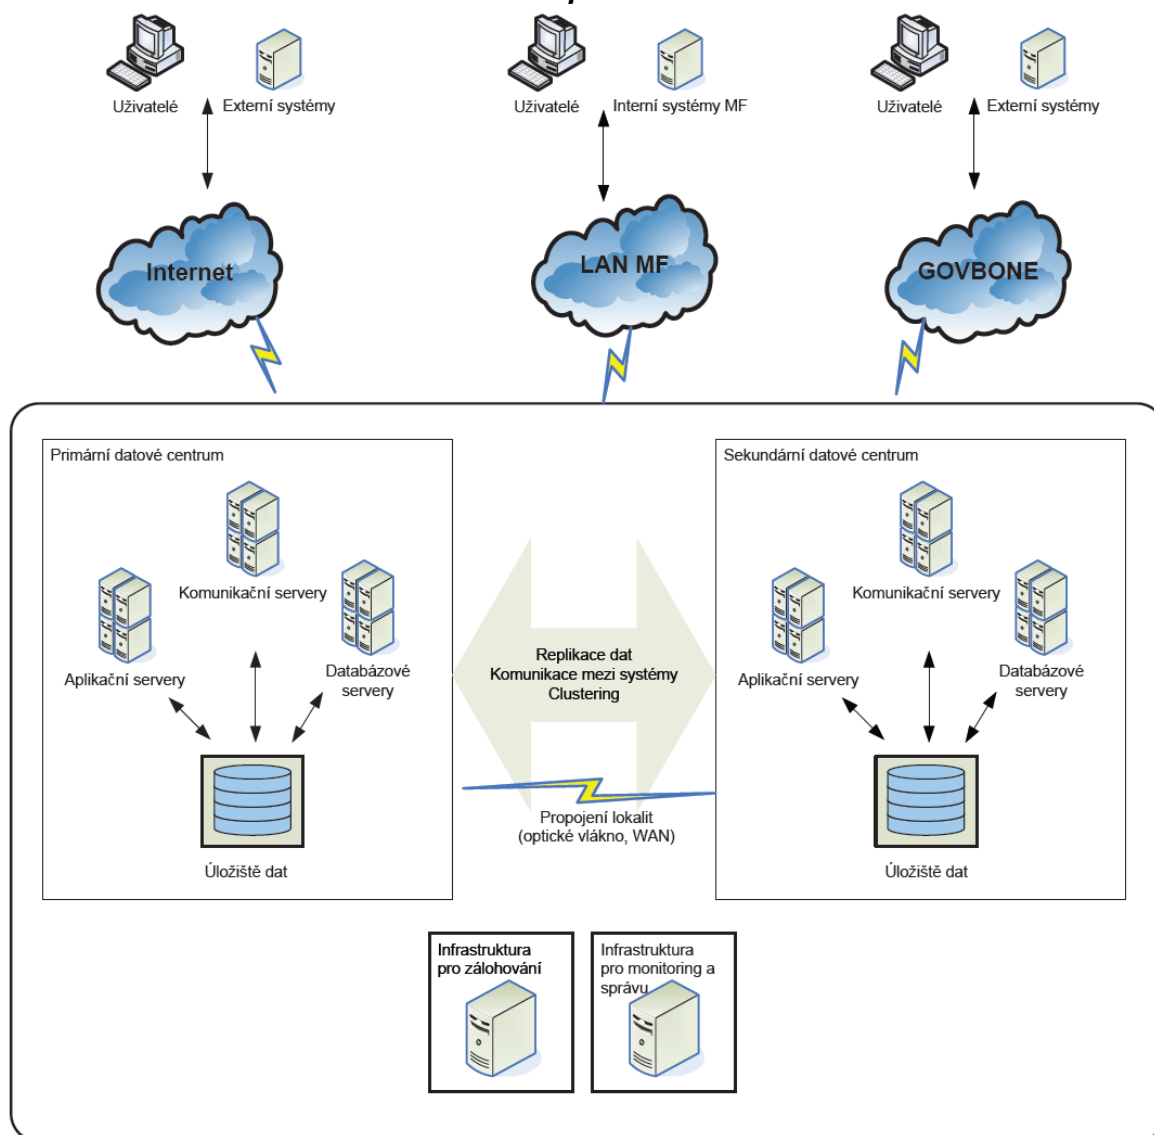 Uživatelé
Externí systémy
Uživatelé
Interní systémy MF
Uživatelé
Externí systémy
Internet
LAN MF
GOVBONE
Primární datové centrum
Komunikační servery
Aplikační servery
Databázové
servery
Úložiště dat
Replikace dat
Komunikace mezi systémy
Clustering
Propojení lokalit
(optické vlákno, WAN)
Sekundární datové centrum
Komunikační servery
Aplikační servery
Databázové
servery
Úložiště dat
Infrastruktura
pro zálohování
Infrastruktura
pro monitoring a
správu